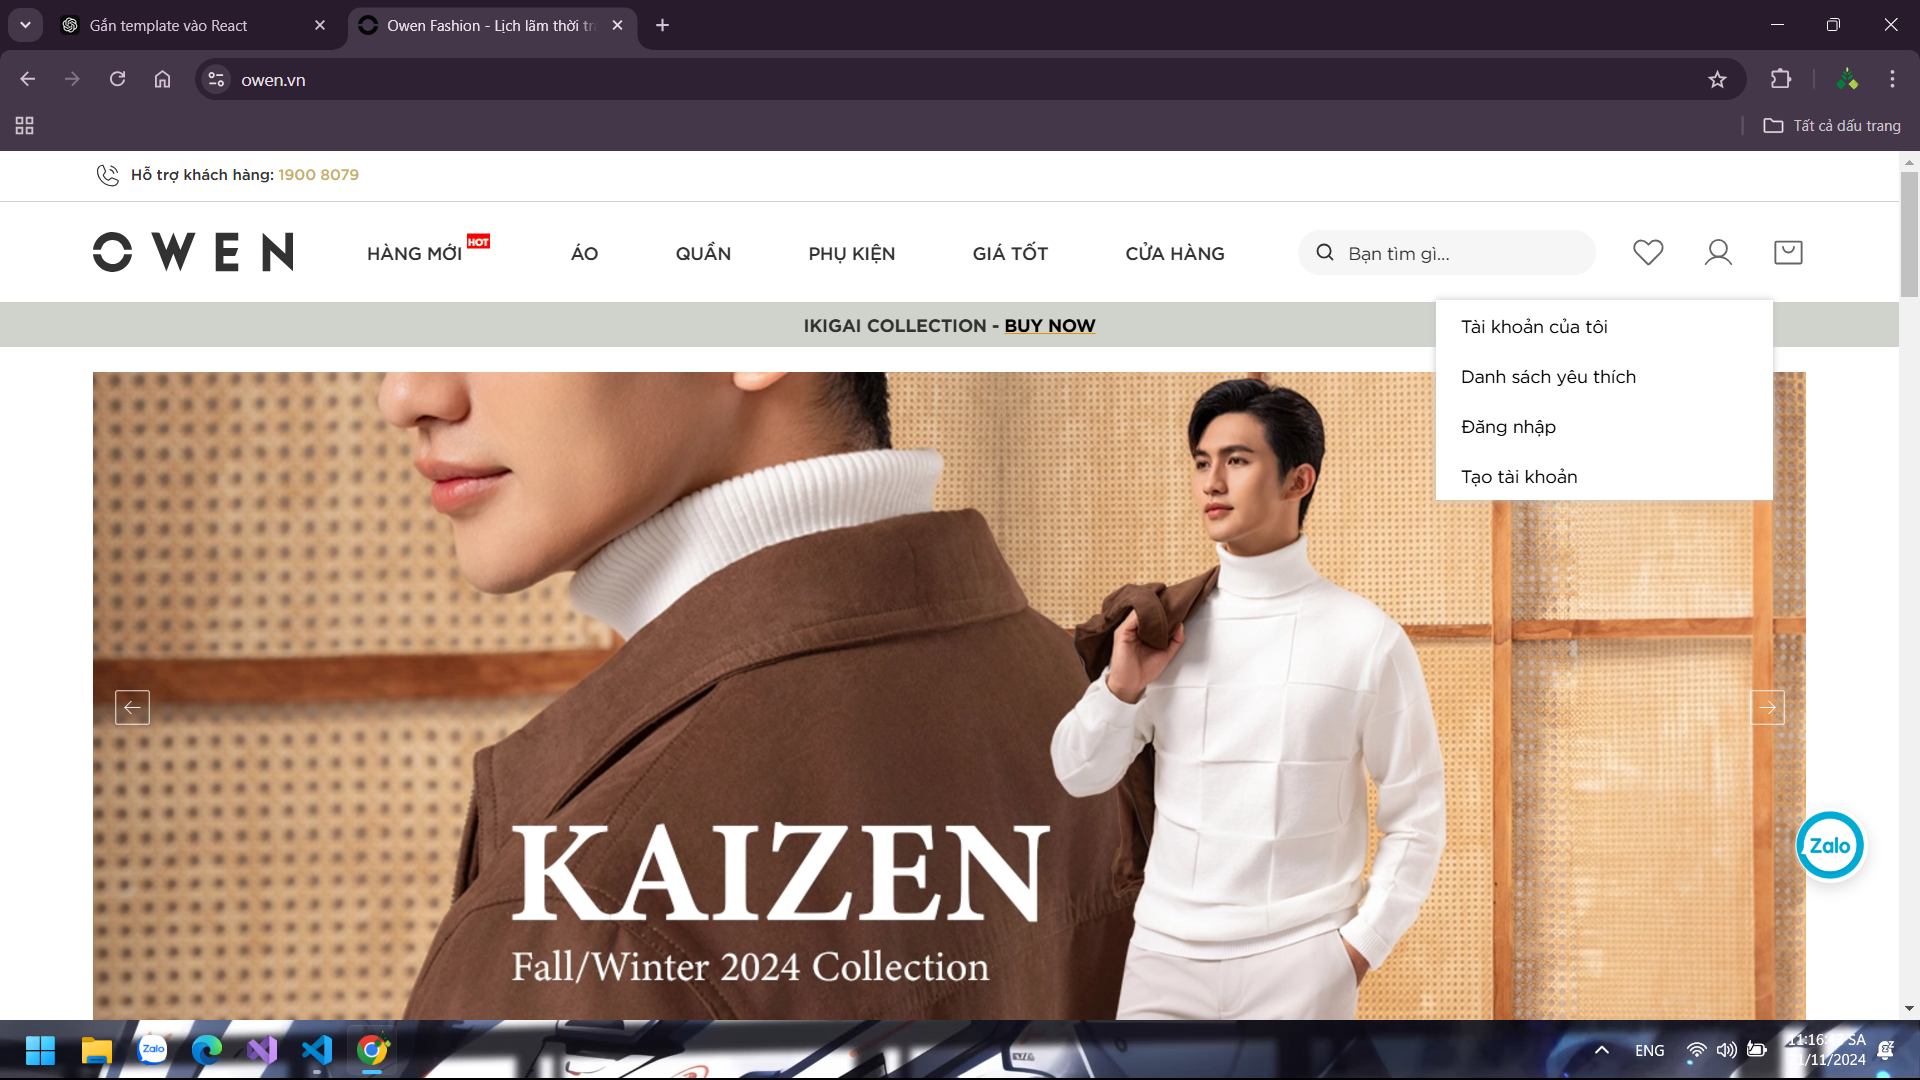 Gắn template vào React
Owen Fashion - Lịch lãm thời tr
owen.vn
Tất cả dấu trang
Hỗ trợ khách hàng: 1900 8079
OWEN
HÀNG MỚI HOT
ÁO
QUẦN
PHỤ KIỆN
GIÁ TỐT
CỬA HÀNG
Bạn tìm gì...
IKIGAI COLLECTION - BUY NOW
Tài khoản của tôi
Danh sách yêu thích
Đăng nhập
Tạo tài khoản
KAIZEN
Fall/Winter 2024 Collection
Zalo
Zalo
ENG
SA
/11/2024